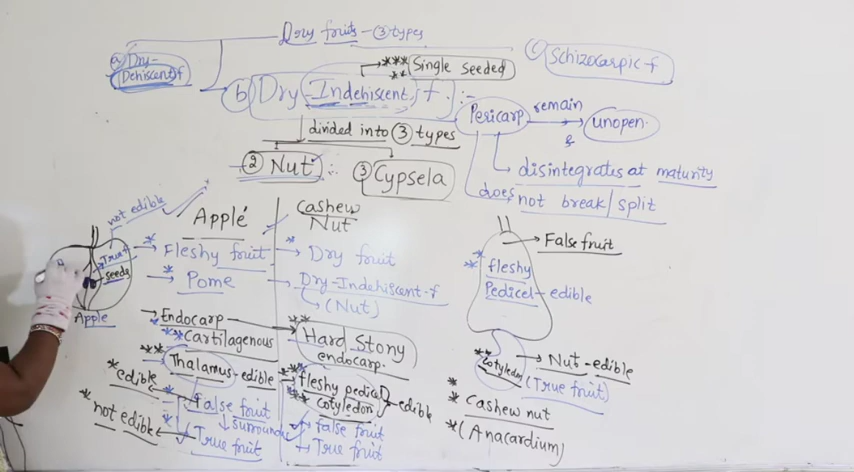 Dry fruits - ③ types
a) Dry-
(Dehiscent) f
*** Single seeded
**
c) Schizocarpic f
b) Dry (Indehiscent) f :-
Pericarp remain unopen.
&
divided into ③ types
disintegrates at maturity
② Nut :- ③ Cypsela
does not break/split
not edible
Apple
Cashew
Nut
True f
seeds
Apple
* Fleshy fruit
* Dry fruit
* Pome
Dry-Indehiscent-f
(Nut)
False fruit
** fleshy
Pedicel - edible
Endocarp
** Cartilagenous
** Hard Stony
endocarp.
*** Thalamus - edible
* edible
** fleshy pedicel
** cotyledon - edible
* False fruit
surround
* not edible
* True fruit
False fruit
True fruit
** Cotyledon
Nut - edible
(True fruit)
* Cashew nut
* (Anacardium)